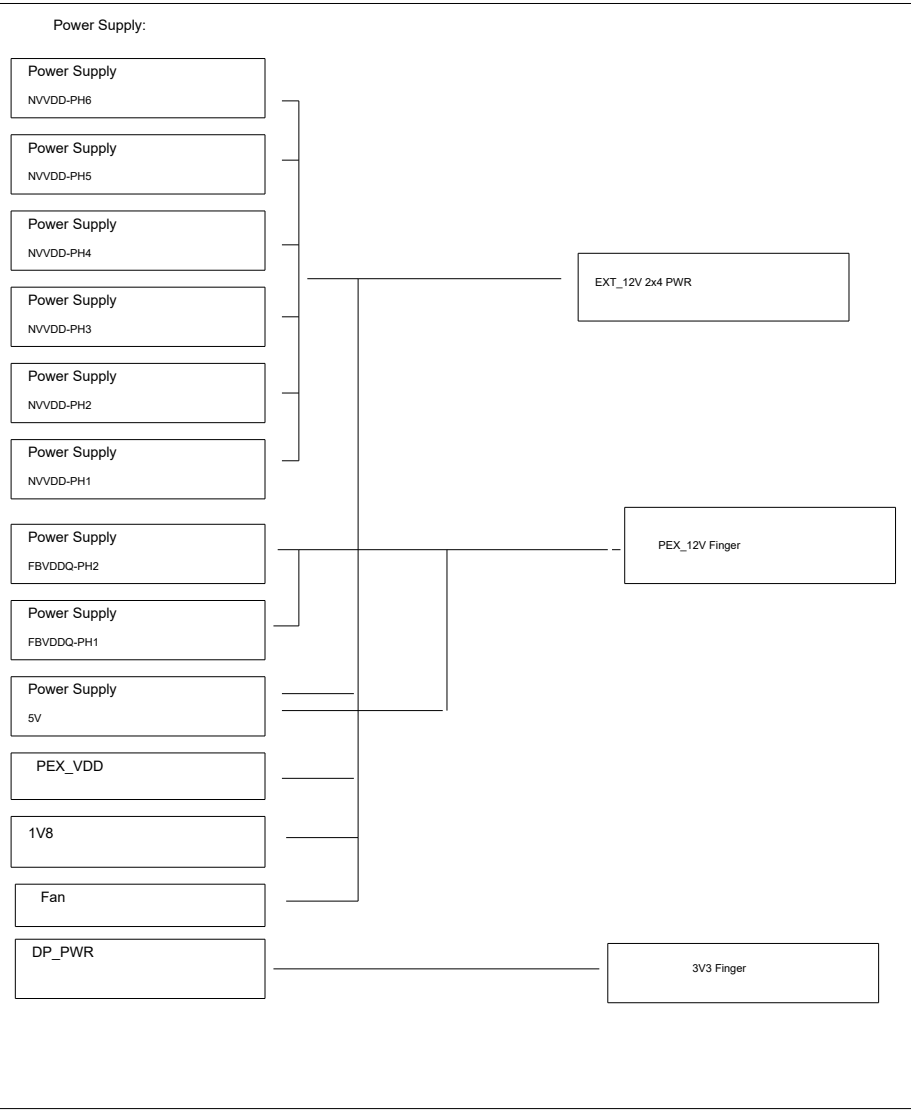 Power Supply:
Power Supply
NVVDD-PH6
Power Supply
NVVDD-PH5
Power Supply
NVVDD-PH4
Power Supply
NVVDD-PH3
Power Supply
NVVDD-PH2
Power Supply
NVVDD-PH1
EXT_12V 2x4 PWR
Power Supply
FBVDDQ-PH2
PEX_12V Finger
Power Supply
FBVDDQ-PH1
Power Supply
5V
PEX_VDD
1V8
Fan
DP_PWR
3V3 Finger